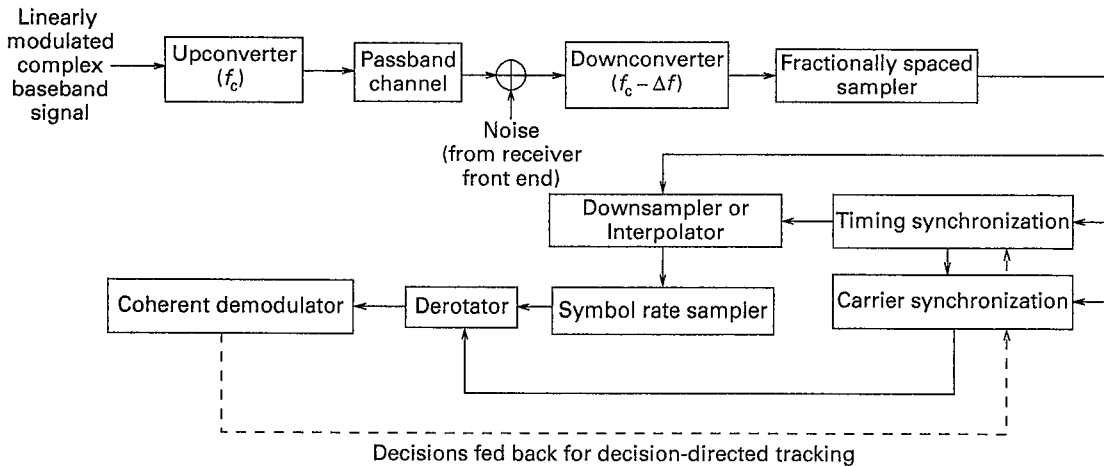 Linearly
modulated
complex
baseband
signal
Upconverter
(f_c)
Passband
channel
Downconverter
(f_c – Δf)
Fractionally spaced
sampler
Noise
(from receiver
front end)
Downsampler or
Interpolator
Timing synchronization
Coherent demodulator
Derotator
Symbol rate sampler
Carrier synchronization
Decisions fed back for decision-directed tracking